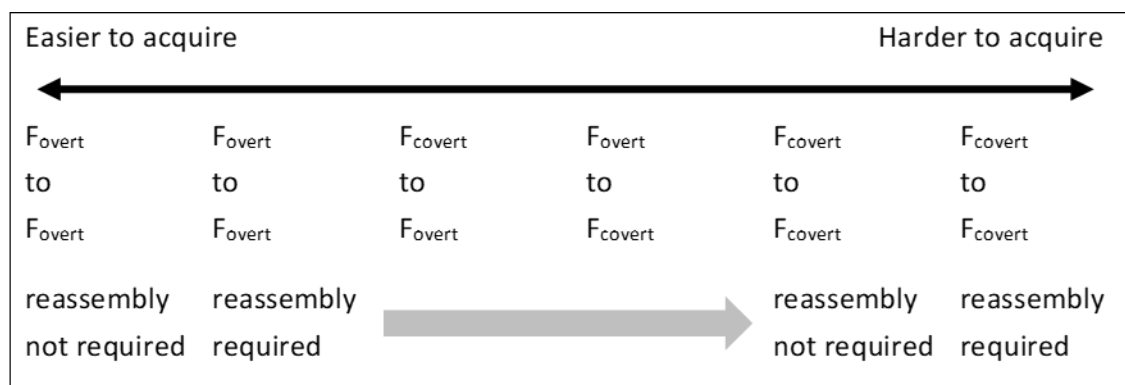 Easier to acquire Harder to acquire
Fovert Fovert Fcovert Fovert Fcovert Fcovert
to to to to to to
Fovert Fovert Fovert Fcovert Fcovert Fcovert
reassembly reassembly reassembly reassembly
not required required not required required